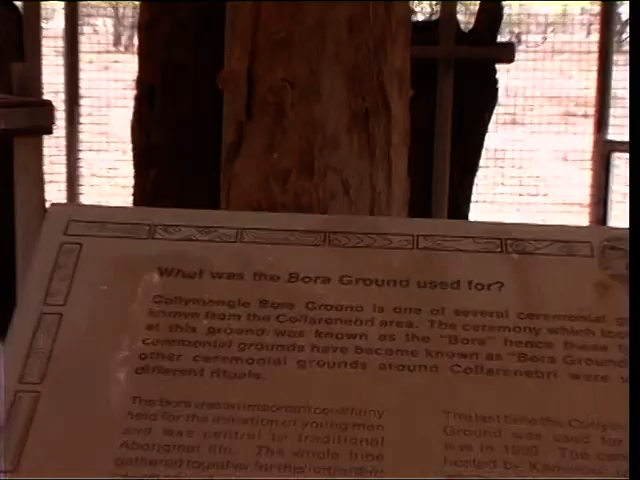 What was the Bora Ground used for?
Collymongle Bora Ground is one of several ceremonial
known from the Collarenebri area. The ceremony which
at this ground was known as the "Bora" hence these
ceremonial grounds have become known as "Bora
other ceremonial grounds around Collarenebri were
different rituals.
The Bora was an important ceremony
held for the initiation of young men
and was central to traditional
Aboriginal life. The whole tribe
gathered together for this
The last time the
Ground was used for
was in The
hosted by